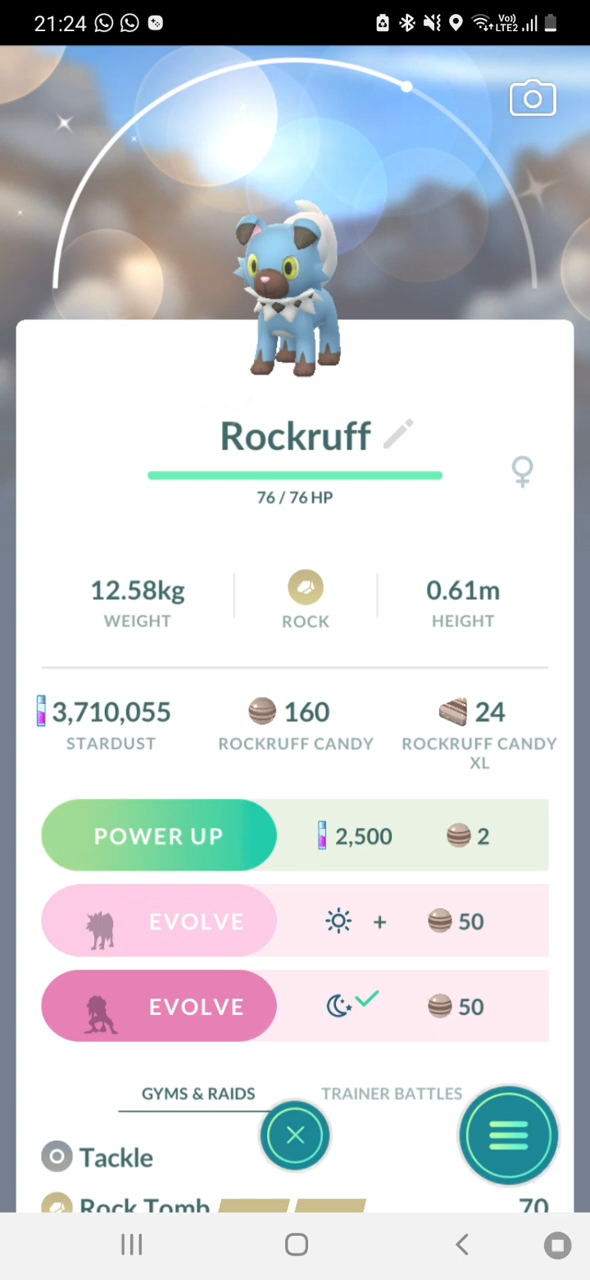 21:24
Vo))
LTE2
Rockruff
76 / 76 HP
12.58kg
WEIGHT
ROCK
0.61m
HEIGHT
3,710,055
STARDUST
160
ROCKRUFF CANDY
24
ROCKRUFF CANDY
XL
POWER UP
2,500
2
EVOLVE
+
50
EVOLVE
50
GYMS & RAIDS
TRAINER BATTLES
Tackle
Rock Tomb
70